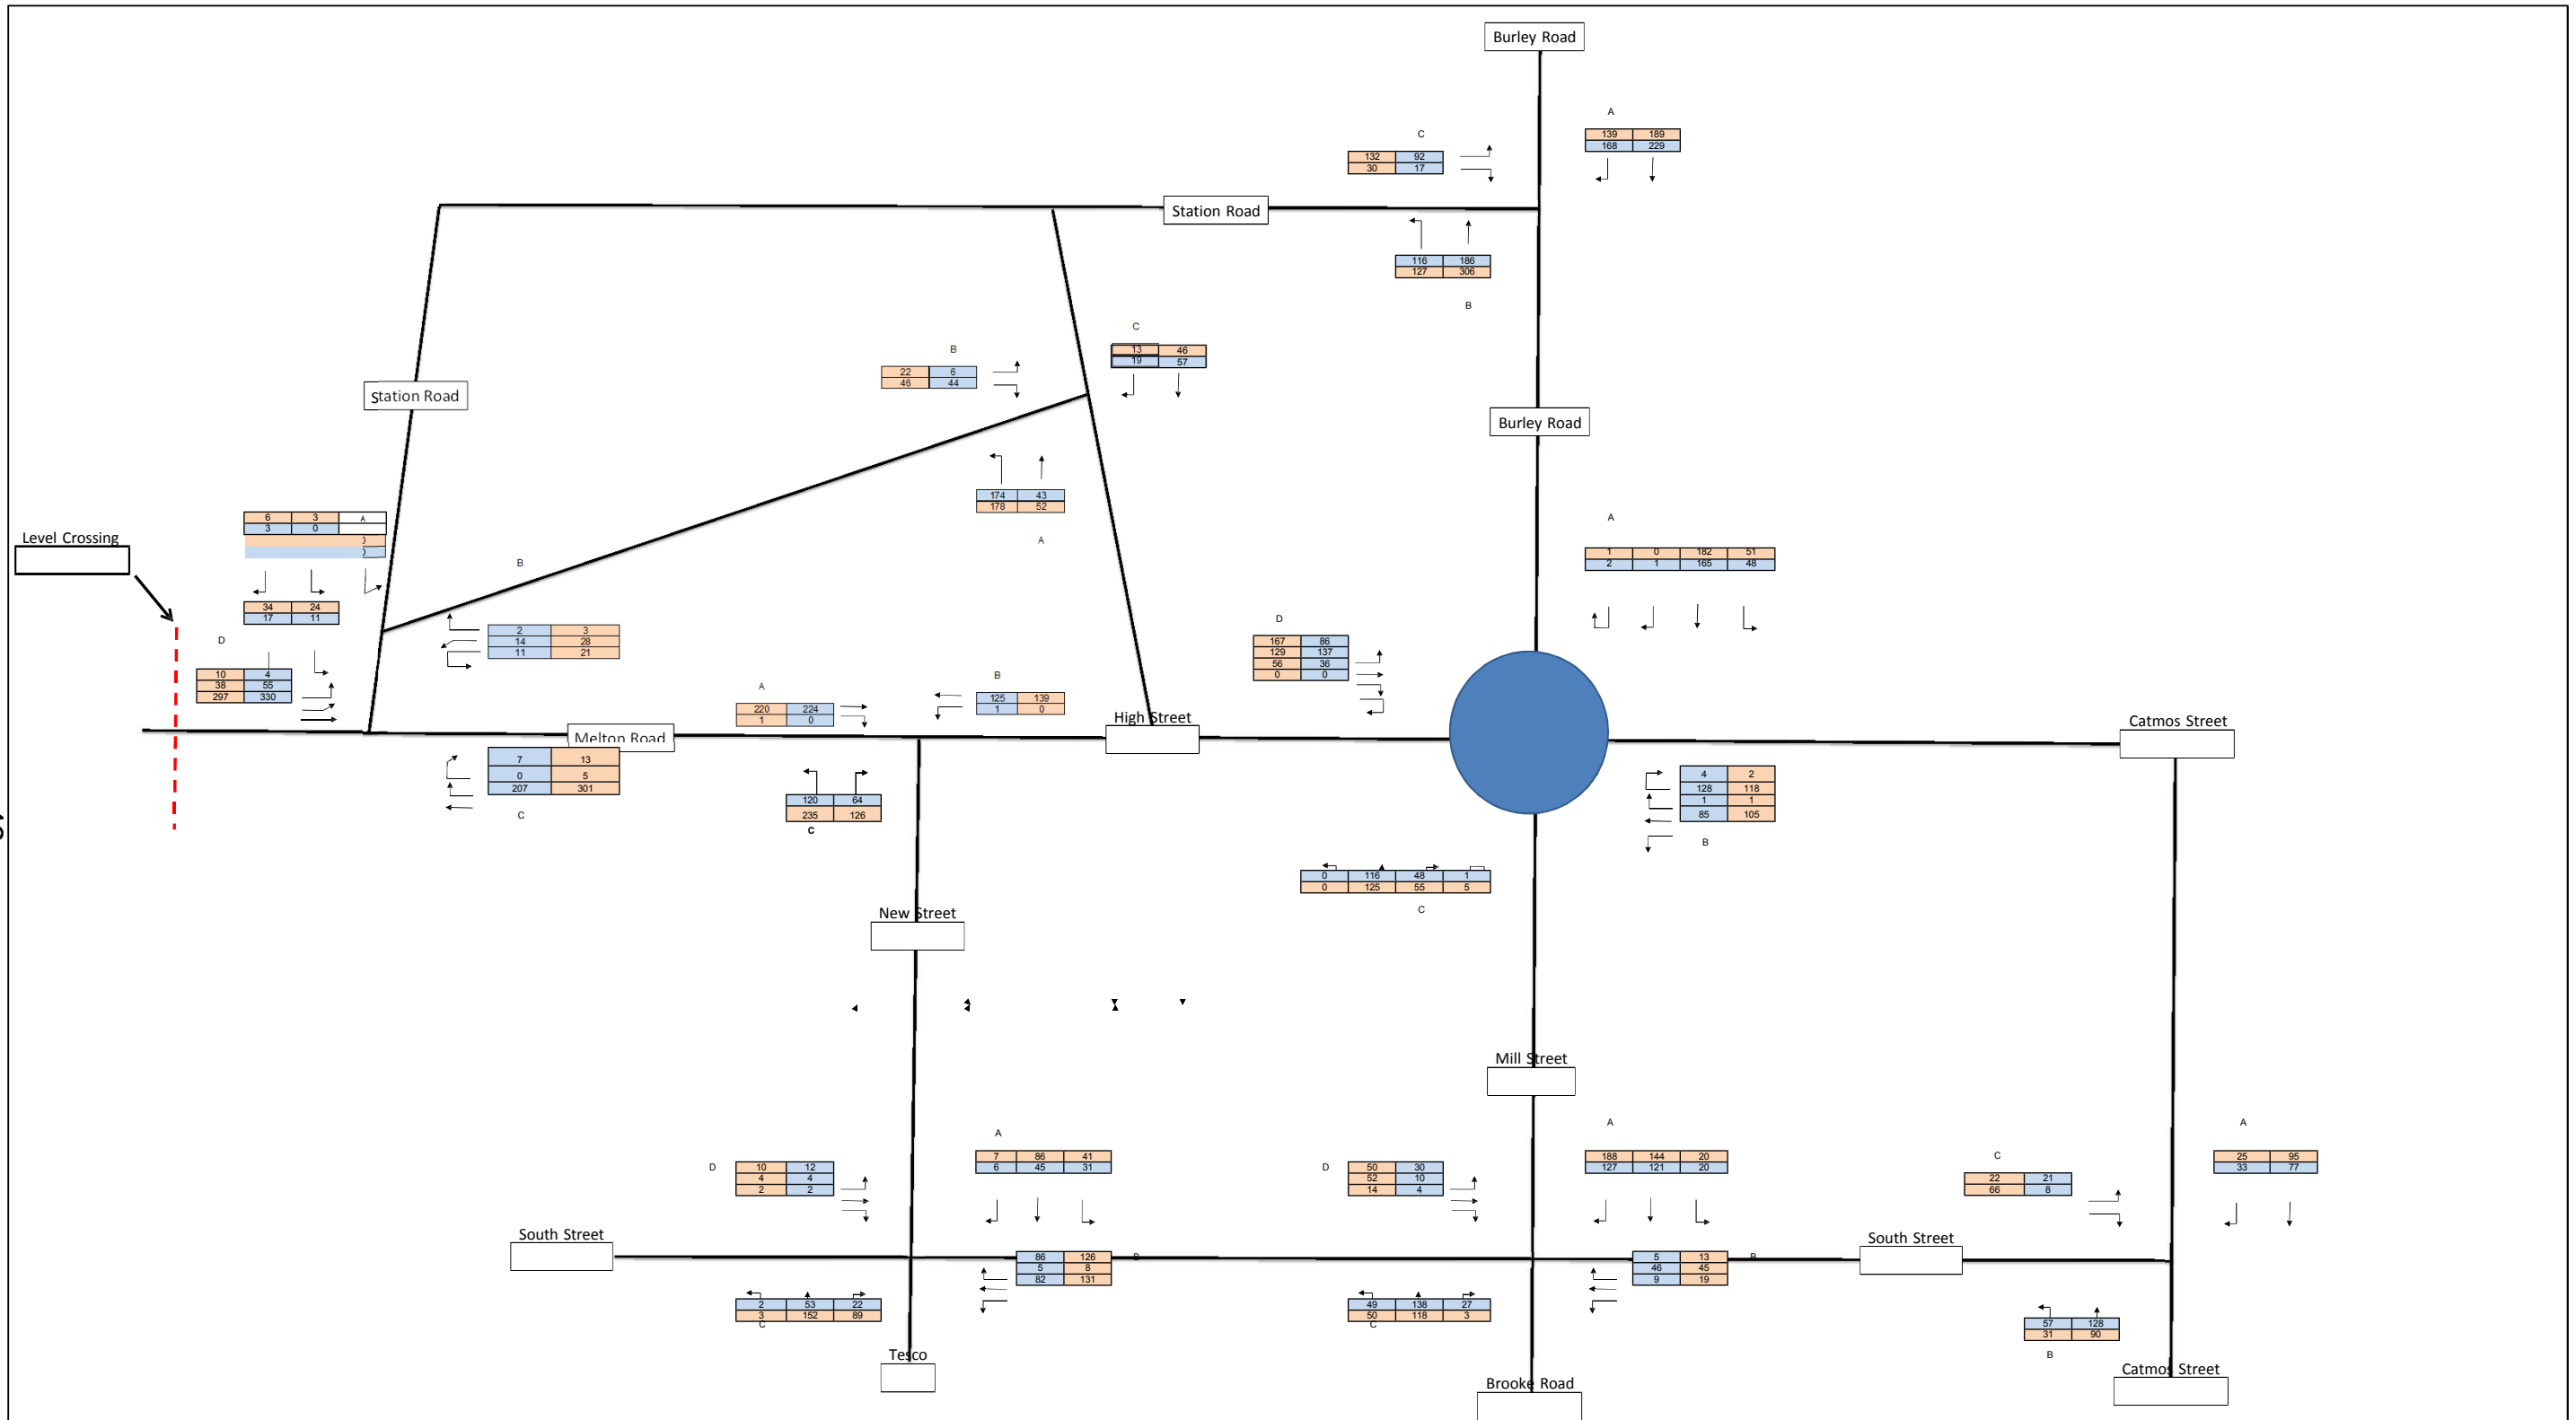 Burley Road
A
139 189
168 229
C
132 92
30 17
Station Road
116 186
127 306
B
C
13 46
19 57
B
22 6
46 44
Station Road
Burley Road
174 43
178 52
A
6 3 A
3 0
Level Crossing
A
1 0 182 51
2 1 165 48
B
34 24
17 11
D
10 4
38 55
297 330
2 3
14 28
11 21
D
167 86
129 137
56 36
0 0
A
220 224
1 0
B
125 139
1 0
High Street
Catmos Street
Melton Road
7 13
0 5
207 301
C
120 64
235 126
C
4 2
128 118
1 1
85 105
B
0 116 48 1
0 125 55 5
C
New Street
Mill Street
A
7 86 41
6 45 31
D
10 12
4 4
2 2
D
50 30
52 10
14 4
A
188 144 20
127 121 20
C
22 21
66 8
A
25 95
33 77
South Street
86 126
5 8
82 131
B
5 13
46 45
9 19
B
South Street
2 53 22
3 152 89
C
49 138 27
50 118 3
C
57 128
31 90
B
Tesco
Brooke Road
Catmos Street